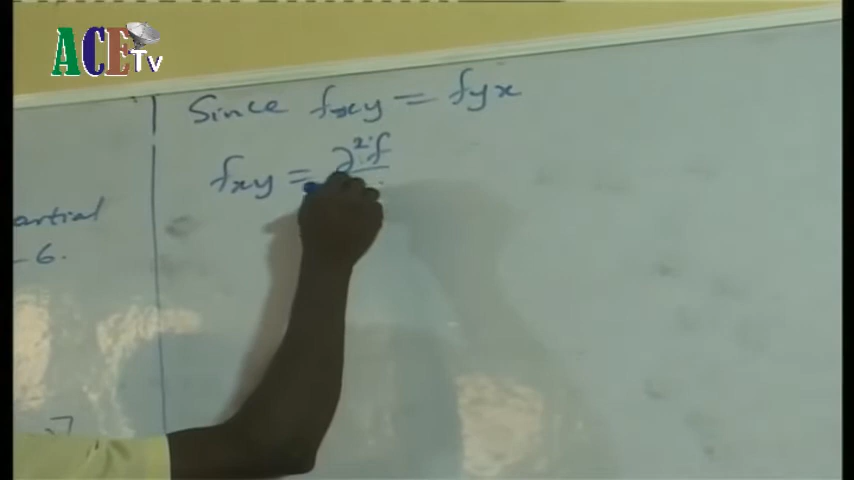 ACE TV
Since fxy = fyx
fxy = ∂²f
artial
-6.